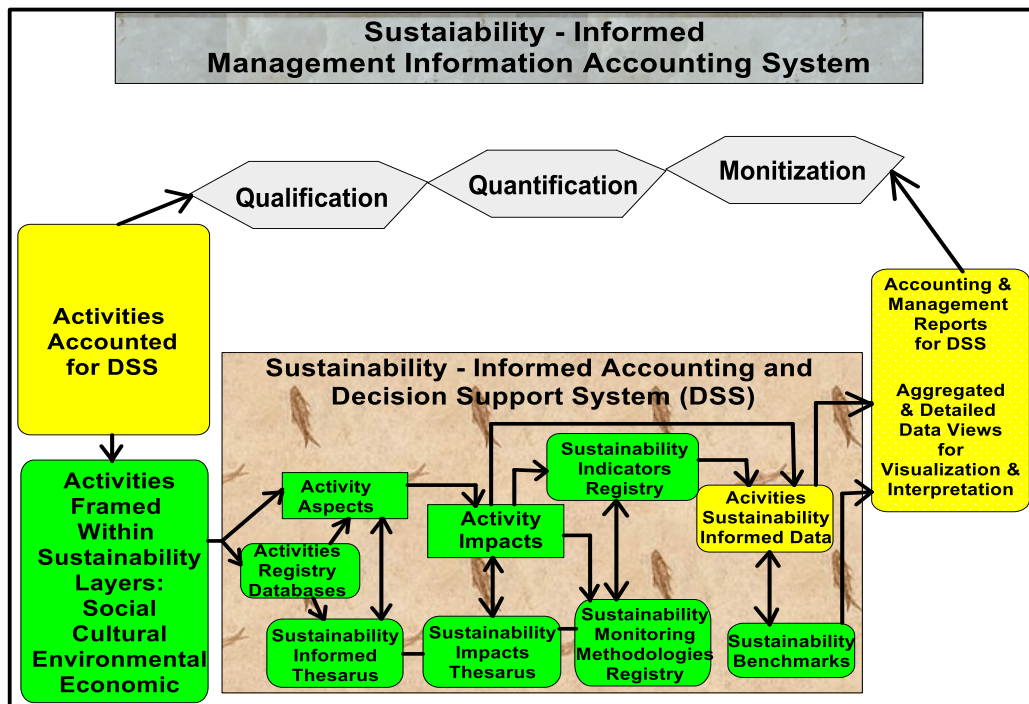 Sustaiability - Informed
Management Information Accounting System
Qualification
Quantification
Monitization
Activities
Accounted
for DSS
Accounting &
Management
Reports
for DSS
Aggregated
& Detailed
Data Views
for
Visualization &
Interpretation
Sustainability - Informed Accounting and
Decision Support System (DSS)
Activities
Framed
Within
Sustainability
Layers:
Social
Cultural
Environmental
Economic
Activity
Aspects
Activities
Registry
Databases
Sustainability
Informed
Thesarus
Activity
Impacts
Sustainability
Impacts
Thesarus
Sustainability
Indicators
Registry
Sustainability
Monitoring
Methodologies
Registry
Acivities
Sustainability
Informed Data
Sustainability
Benchmarks